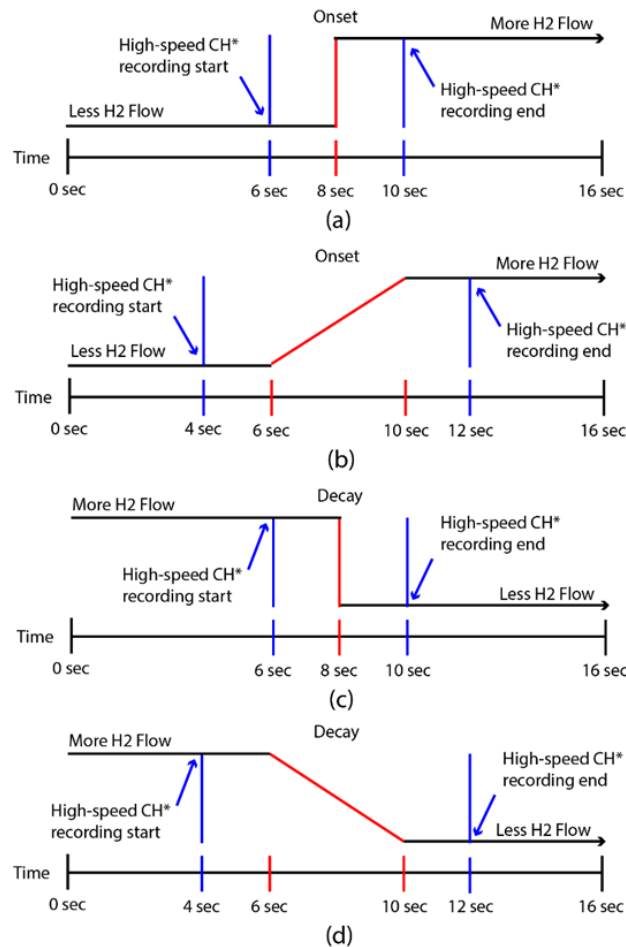 Onset
More H2 Flow
High-speed CH*
recording start
High-speed CH*
recording end
Less H2 Flow
Time
0 sec
6 sec
8 sec
10 sec
16 sec
(a)
Onset
More H2 Flow
High-speed CH*
recording start
High-speed CH*
recording end
Less H2 Flow
Time
0 sec
4 sec
6 sec
10 sec
12 sec
16 sec
(b)
Decay
More H2 Flow
High-speed CH*
recording end
High-speed CH*
recording start
Less H2 Flow
Time
0 sec
6 sec
8 sec
10 sec
16 sec
(c)
Decay
More H2 Flow
High-speed CH*
recording end
High-speed CH*
recording start
Less H2 Flow
Time
0 sec
4 sec
6 sec
10 sec
12 sec
16 sec
(d)